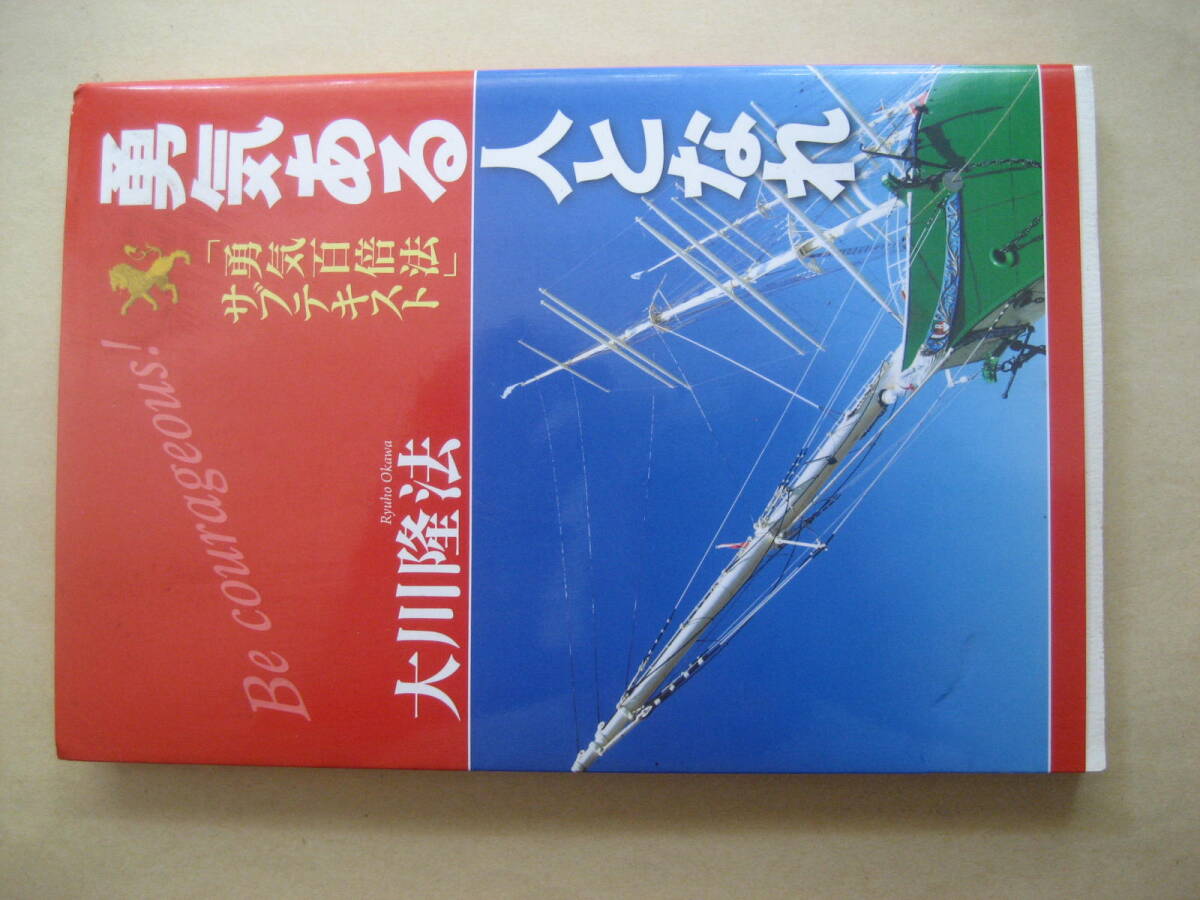 勇気ある
人となれ
「勇気百倍法」
サブテキスト
Be courageous!
Ryuho Okawa
大川隆法